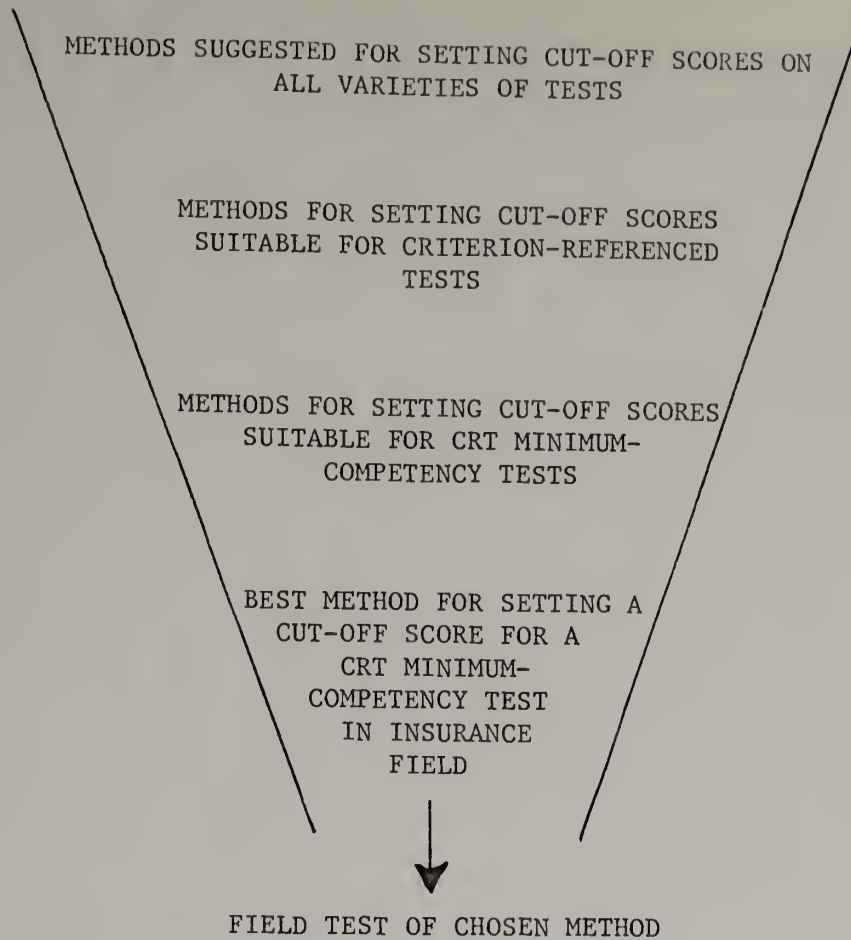 METHODS SUGGESTED FOR SETTING CUT-OFF SCORES ON
ALL VARIETIES OF TESTS
METHODS FOR SETTING CUT-OFF SCORES
SUITABLE FOR CRITERION-REFERENCED
TESTS
METHODS FOR SETTING CUT-OFF SCORES
SUITABLE FOR CRT MINIMUM-
COMPETENCY TESTS
BEST METHOD FOR SETTING A
CUT-OFF SCORE FOR A
CRT MINIMUM-
COMPETENCY TEST
IN INSURANCE
FIELD
FIELD TEST OF CHOSEN METHOD